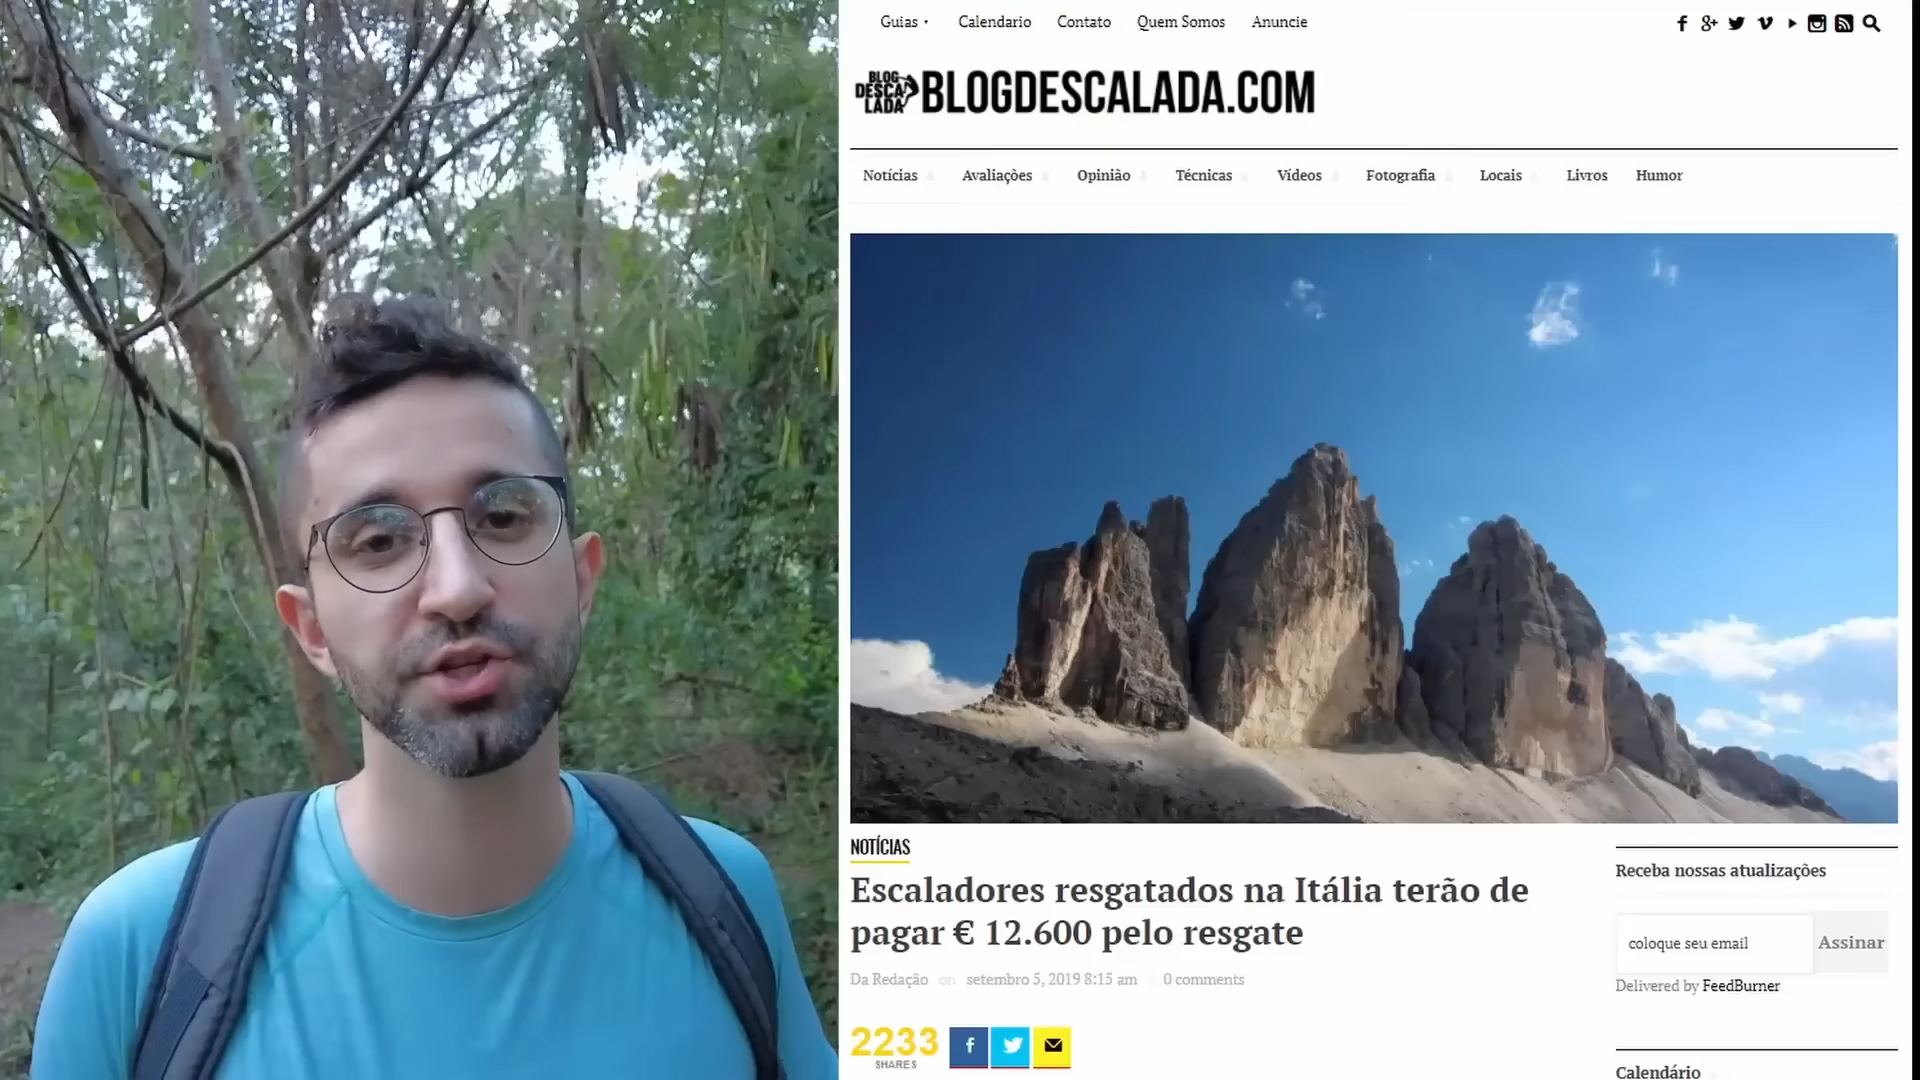 Guias
Calendario
Contato
Quem Somos
Anuncie
BLOG
DESCA
LADA
BLOGDESCALADA.COM
Notícias
Avaliações
Opinião
Técnicas
Vídeos
Fotografia
Locais
Livros
Humor
NOTÍCIAS
Escaladores resgatados na Itália terão de
pagar € 12.600 pelo resgate
Da Redação on setembro 5, 2019 8:15 am 0 comments
2233
SHARES
Receba nossas atualizações
coloque seu email
Assinar
Delivered by FeedBurner
Calendário